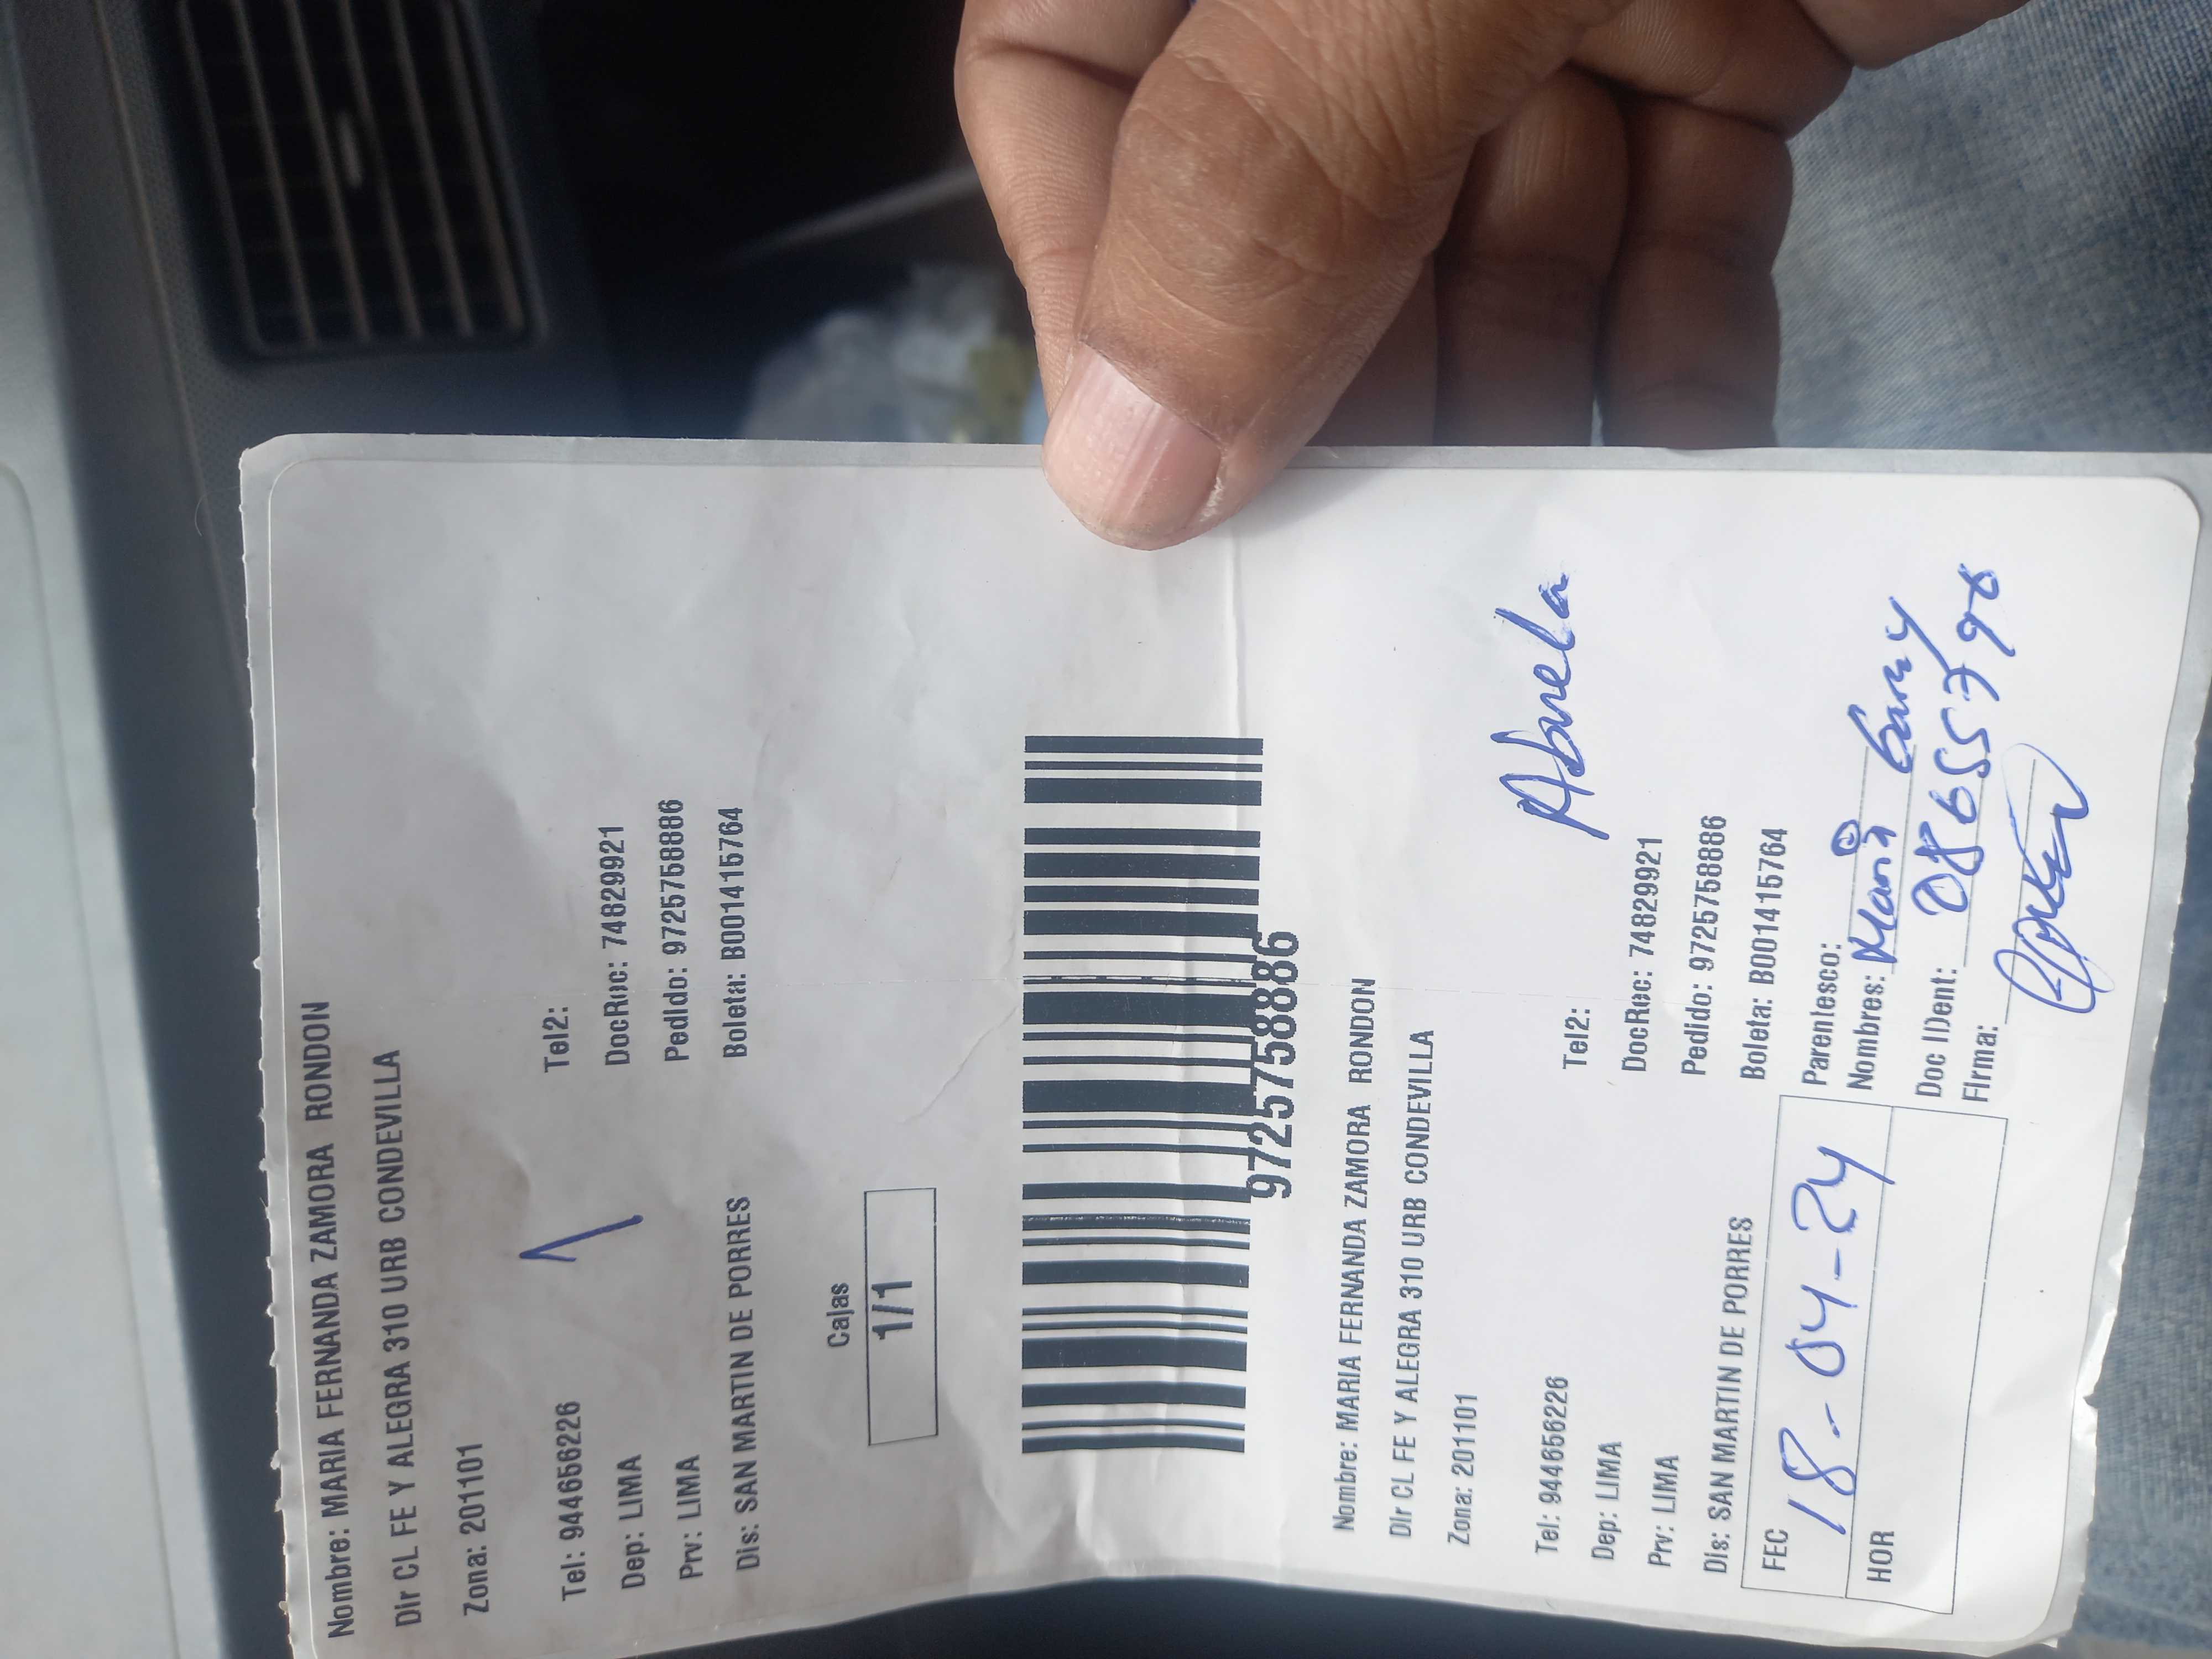 Nombre: MARIA FERNANDA ZAMORA RONDON
Dir CL FE Y ALEGRA 310 URB CONDEVILLA
Zona: 201101
Tel: 944656226 Tel2:
Dep: LIMA DocRec: 74829921
Prv: LIMA Pedido: 9725758886
Dis: SAN MARTIN DE PORRES Boleta: B001415764
Cajas
1/1
9725758886
Nombre: MARIA FERNANDA ZAMORA RONDON
Dir CL FE Y ALEGRA 310 URB CONDEVILLA
Zona: 201101
Abuela
Tel: 944656226 Tel2:
Dep: LIMA DocRec: 74829921
Prv: LIMA Pedido: 9725758886
Dis: SAN MARTIN DE PORRES Boleta: B001415764
FEC 18-04-24
HOR
Parentesco:
Nombres: Maria
Doc IDent:
Firma: